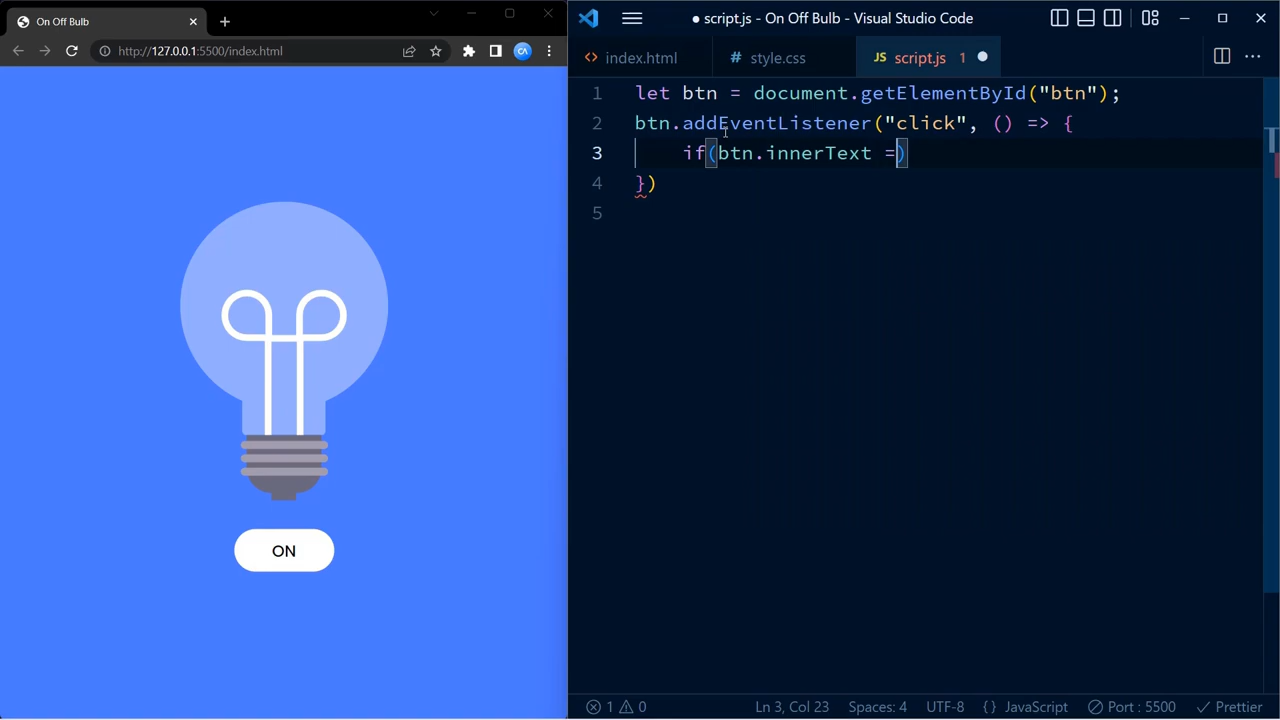 On Off Bulb
http://127.0.0.1:5500/index.html
CA
ON
script.js - On Off Bulb - Visual Studio Code
<> index.html
# style.css
JS script.js 1
1 let btn = document.getElementById("btn");
2 btn.addEventListener("click", () => {
3 if(btn.innerText =)
4 })
5
1 0
Ln 3, Col 23
Spaces: 4
UTF-8
{} JavaScript
Port : 5500
Prettier